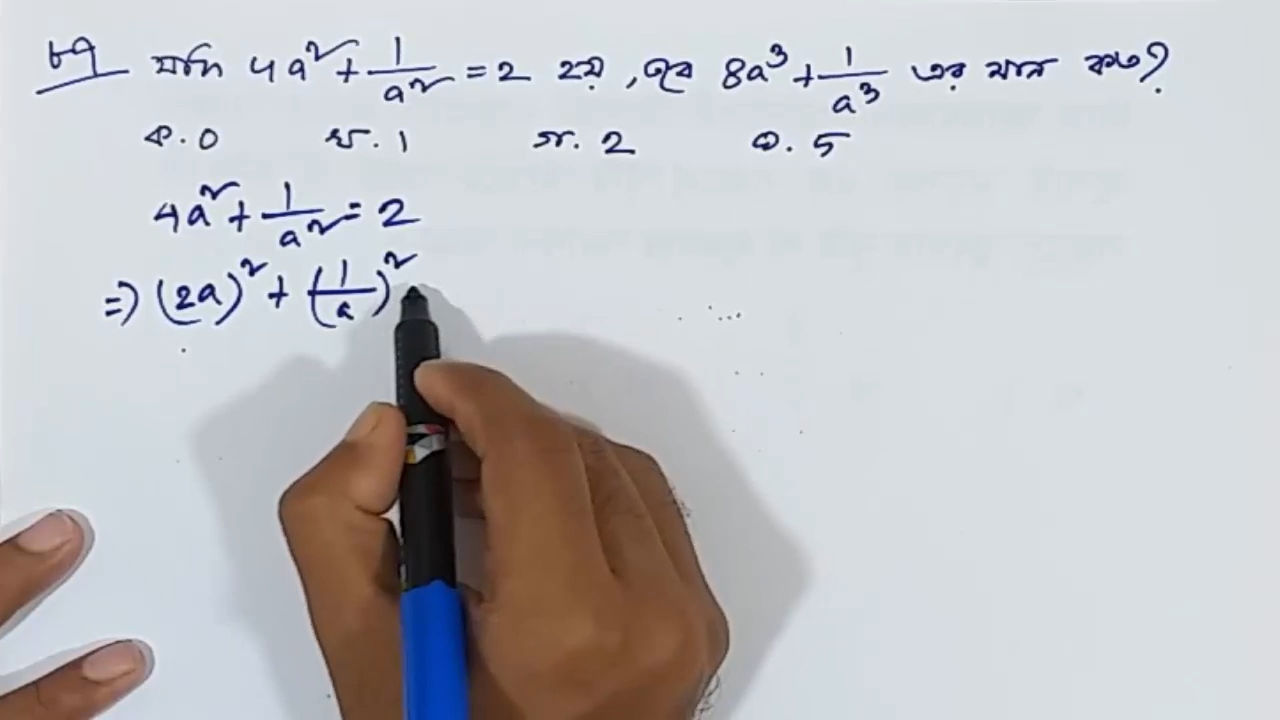 ৮৭ যদি 4a² + 1/a² = 2 হয়, তবে 8a³ + 1/a³ এর মান কত?
ক. 0 খ. 1 গ. 2 ঘ. 5
4a² + 1/a² = 2
=> (2a)² + (1/a)²